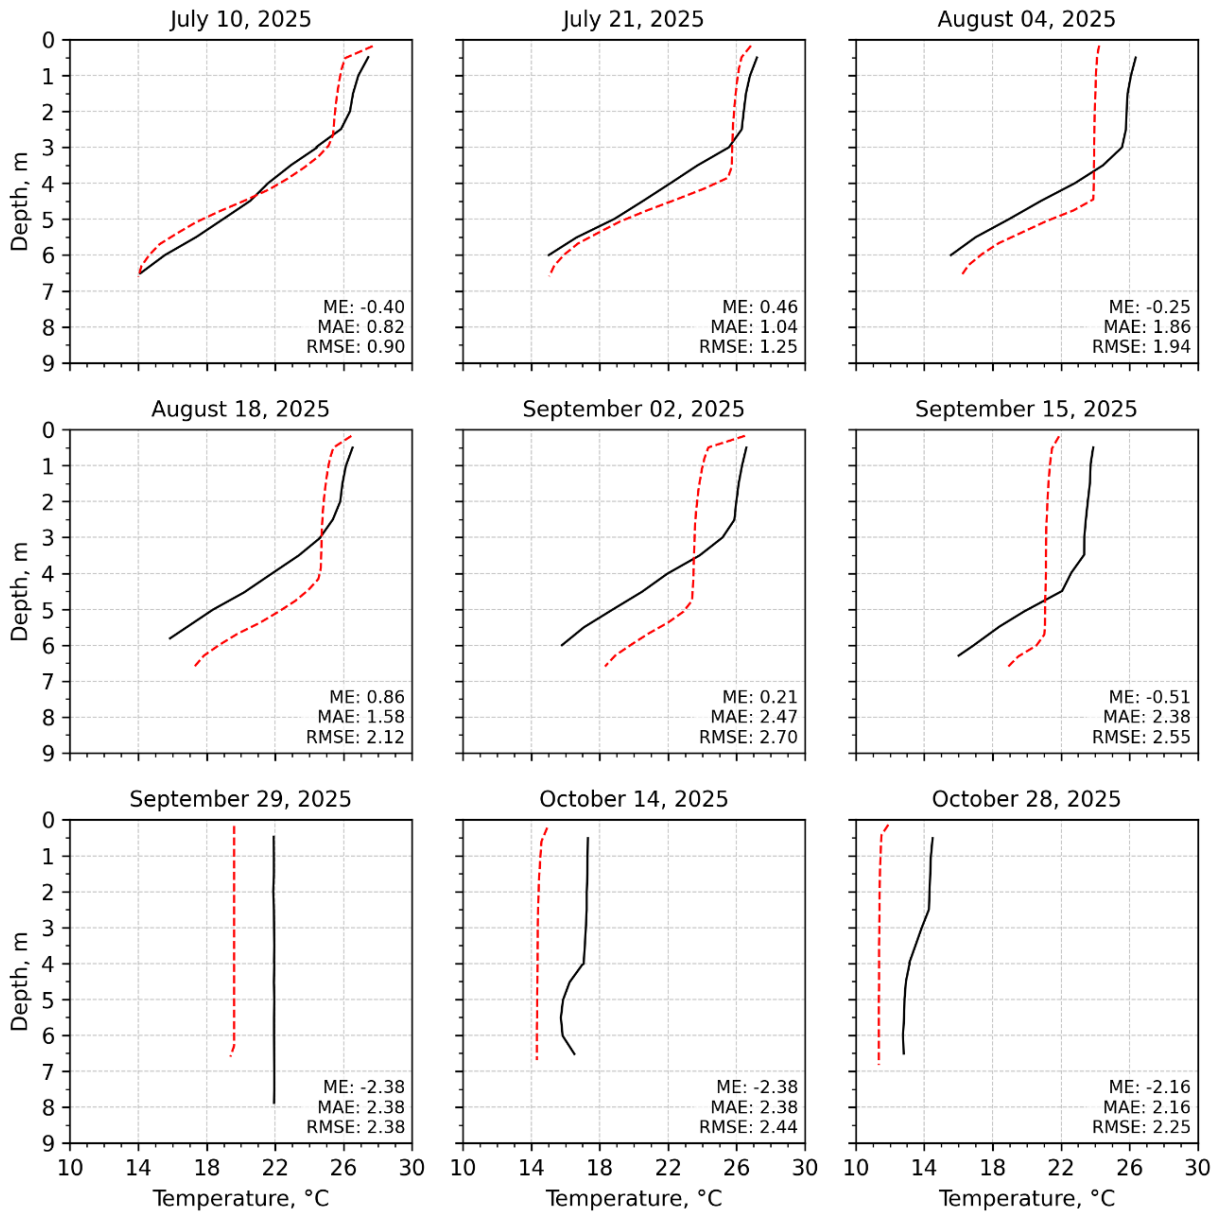 July 10, 2025
July 21, 2025
August 04, 2025
0
1
2
3
4
5
6
7
8
9
Depth, m
ME: -0.40
MAE: 0.82
RMSE: 0.90
ME: 0.46
MAE: 1.04
RMSE: 1.25
ME: -0.25
MAE: 1.86
RMSE: 1.94
August 18, 2025
September 02, 2025
September 15, 2025
0
1
2
3
4
5
6
7
8
9
Depth, m
ME: 0.86
MAE: 1.58
RMSE: 2.12
ME: 0.21
MAE: 2.47
RMSE: 2.70
ME: -0.51
MAE: 2.38
RMSE: 2.55
September 29, 2025
October 14, 2025
October 28, 2025
0
1
2
3
4
5
6
7
8
9
Depth, m
ME: -2.38
MAE: 2.38
RMSE: 2.38
ME: -2.38
MAE: 2.38
RMSE: 2.44
ME: -2.16
MAE: 2.16
RMSE: 2.25
10 14 18 22 26 30
10 14 18 22 26 30
10 14 18 22 26 30
Temperature, °C
Temperature, °C
Temperature, °C